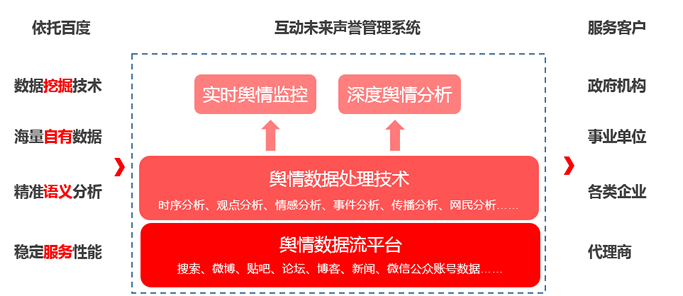 依托百度
互动未来声誉管理系统
服务客户
数据挖掘技术
海量自有数据
精准语义分析
稳定服务性能
实时舆情监控
深度舆情分析
舆情数据处理技术
时序分析、观点分析、情感分析、事件分析、传播分析、网民分析……
舆情数据流平台
搜索、微博、贴吧、论坛、博客、新闻、微信公众账号数据……
政府机构
事业单位
各类企业
代理商